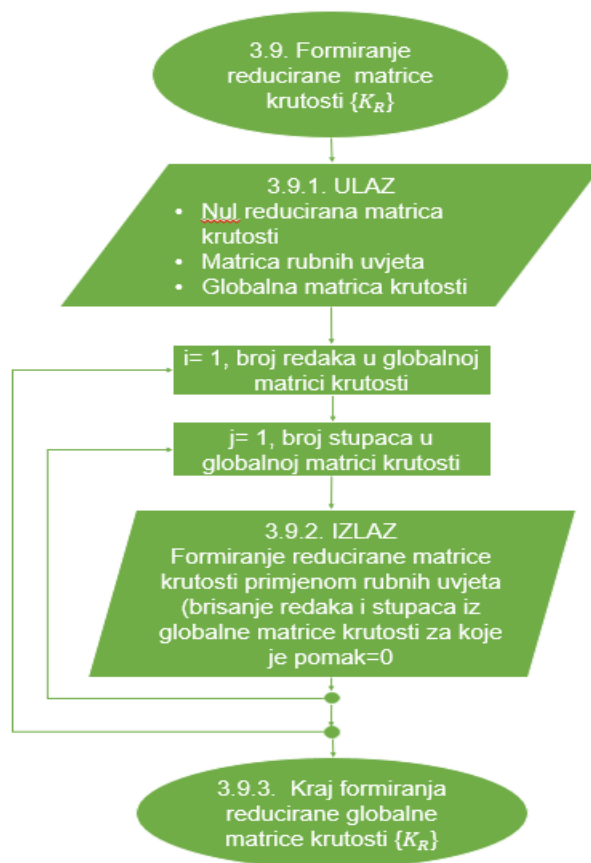 3.9. Formiranje
reducirane  matrice
krutosti {K_R}
3.9.1. ULAZ
• Nul reducirana matrica
krutosti
• Matrica rubnih uvjeta
• Globalna matrica krutosti
i= 1, broj redaka u globalnoj
matrici krutosti
j= 1, broj stupaca u
globalnoj matrici krutosti
3.9.2. IZLAZ
Formiranje reducirane matrice
krutosti primjenom rubnih uvjeta
(brisanje redaka i stupaca iz
globalne matrice krutosti za koje
je pomak=0
3.9.3.  Kraj formiranja
reducirane globalne
matrice krutosti {K_R}